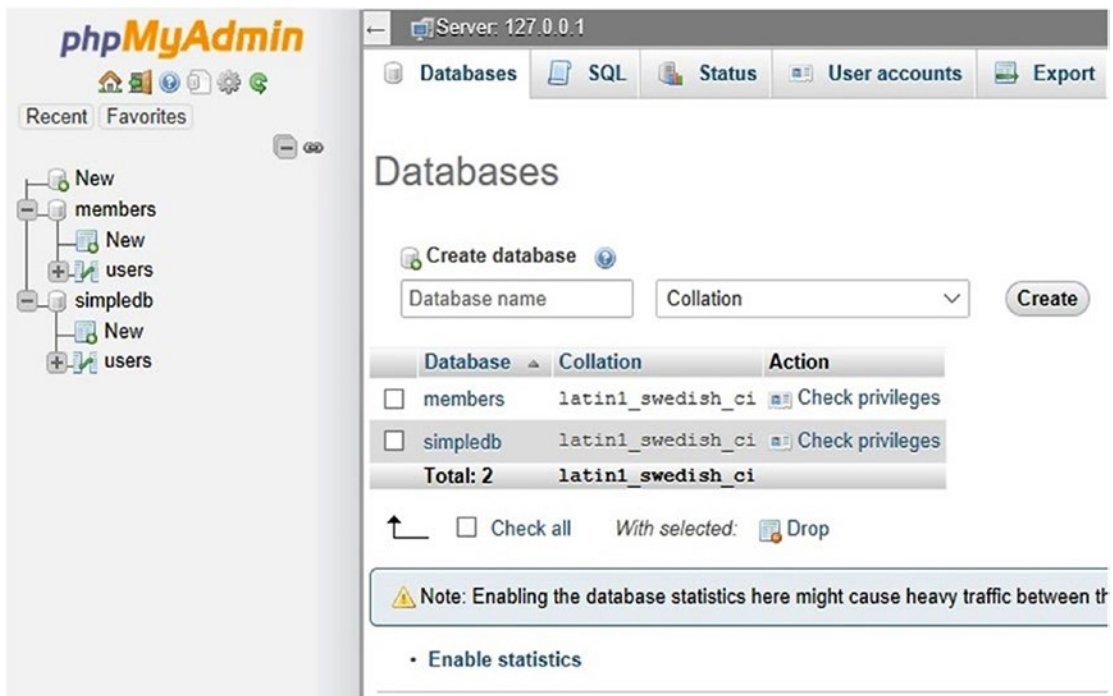 phpMyAdmin
Recent Favorites
New
members
New
users
simpledb
New
users
Server: 127.0.0.1
Databases SQL Status User accounts Export
Databases
Create database
Database name Collation Create
Database Collation Action
members latin1_swedish_ci Check privileges
simpledb latin1_swedish_ci Check privileges
Total: 2 latin1_swedish_ci
Check all With selected: Drop
Note: Enabling the database statistics here might cause heavy traffic between th
• Enable statistics